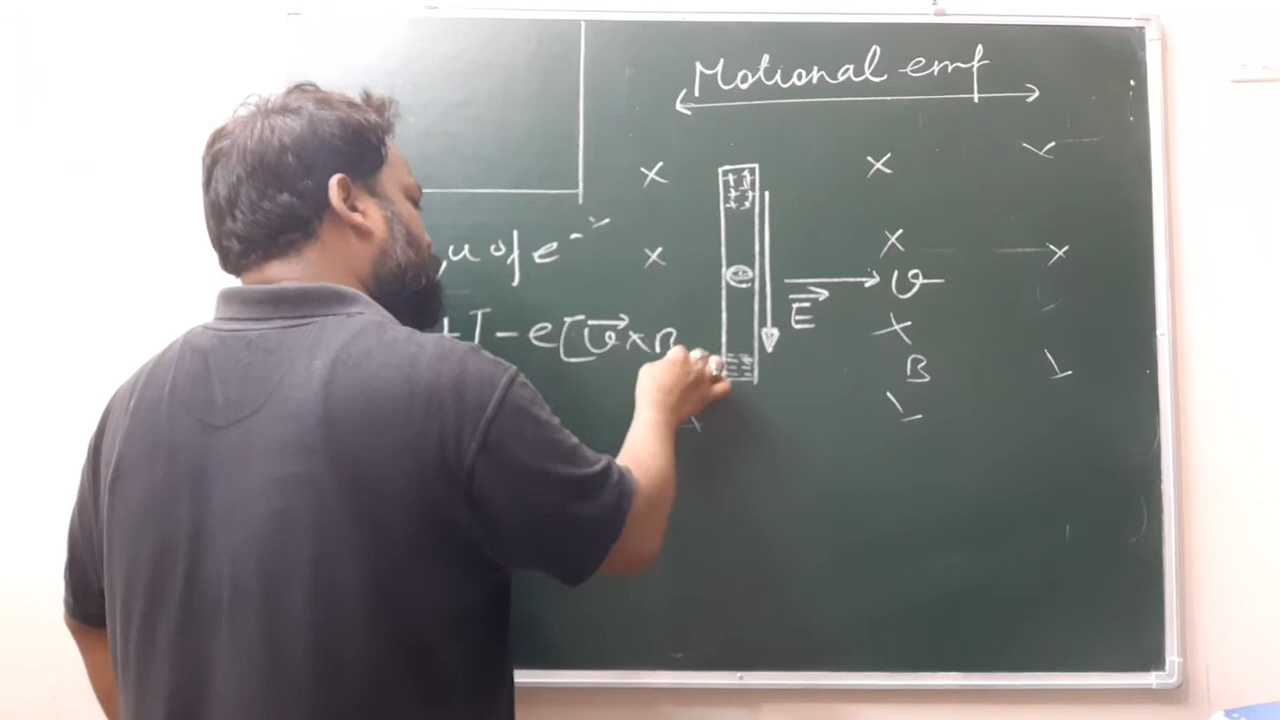 Motional emf
of e⁻
- e[v⃗ × B
E⃗
v
B